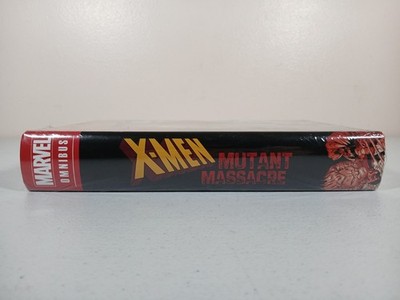 MARVEL
OMNIBUS
X-MEN
MUTANT
MASSACRE